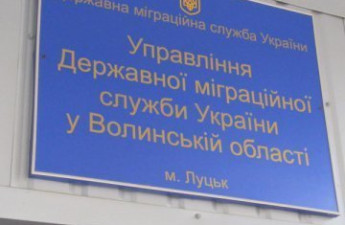 Державна міграційна служба України
Управління
Державної міграційної
служби України
у Волинській області
м. Луцьк